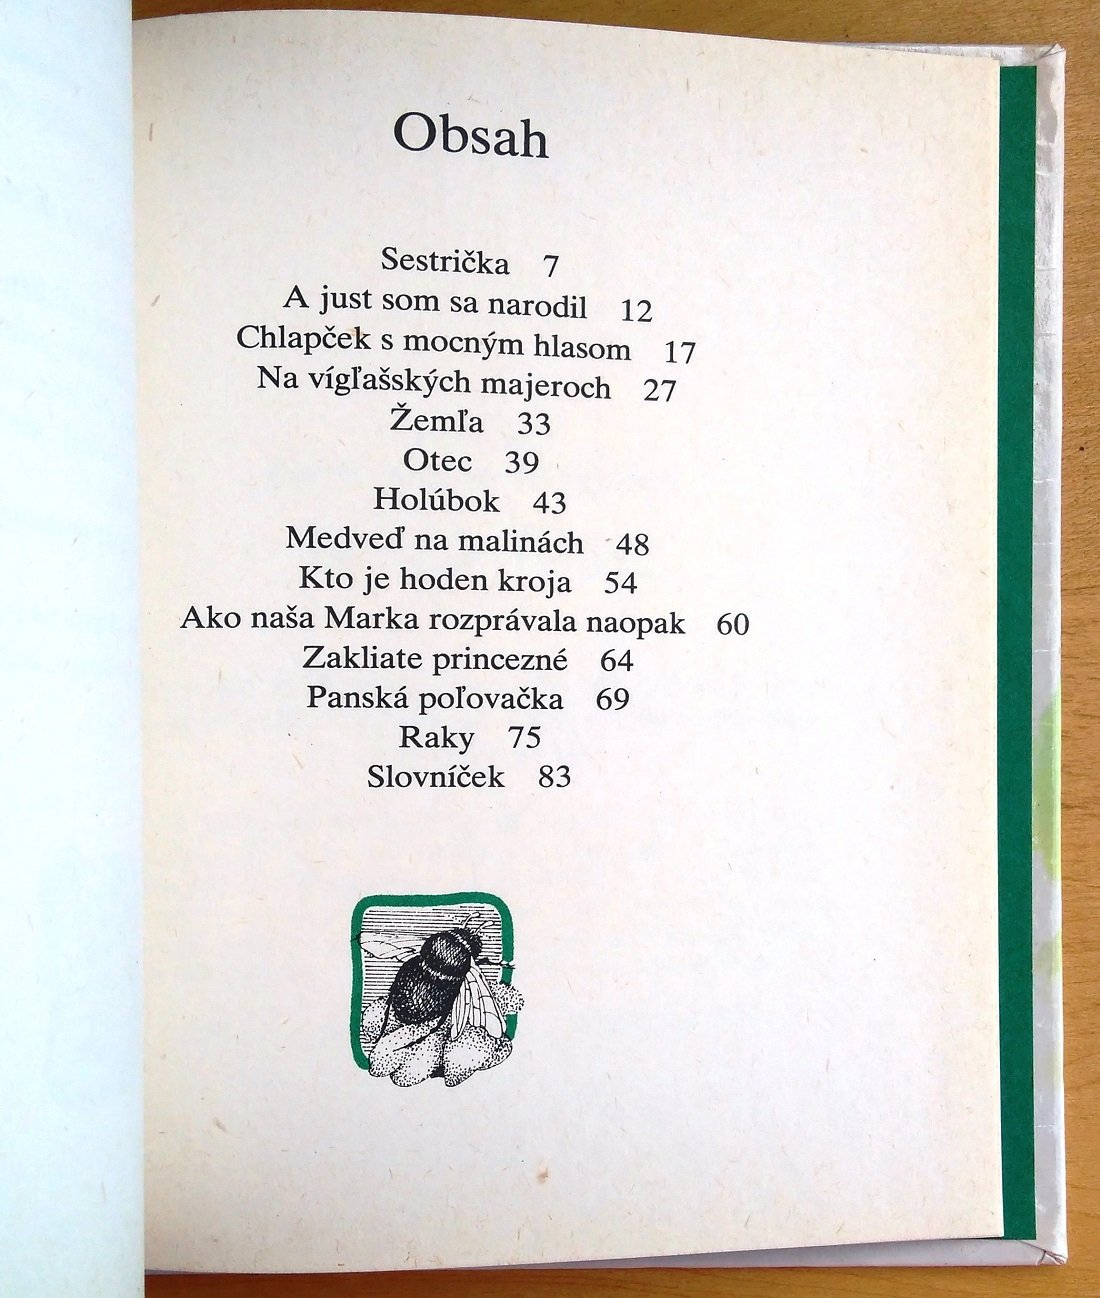 Obsah
Sestrička 7
A just som sa narodil 12
Chlapček s mocným hlasom 17
Na vígľašských majeroch 27
Žemľa 33
Otec 39
Holúbok 43
Medveď na malinách 48
Kto je hoden kroja 54
Ako naša Marka rozprávala naopak 60
Zakliate princezné 64
Panská poľovačka 69
Raky 75
Slovníček 83